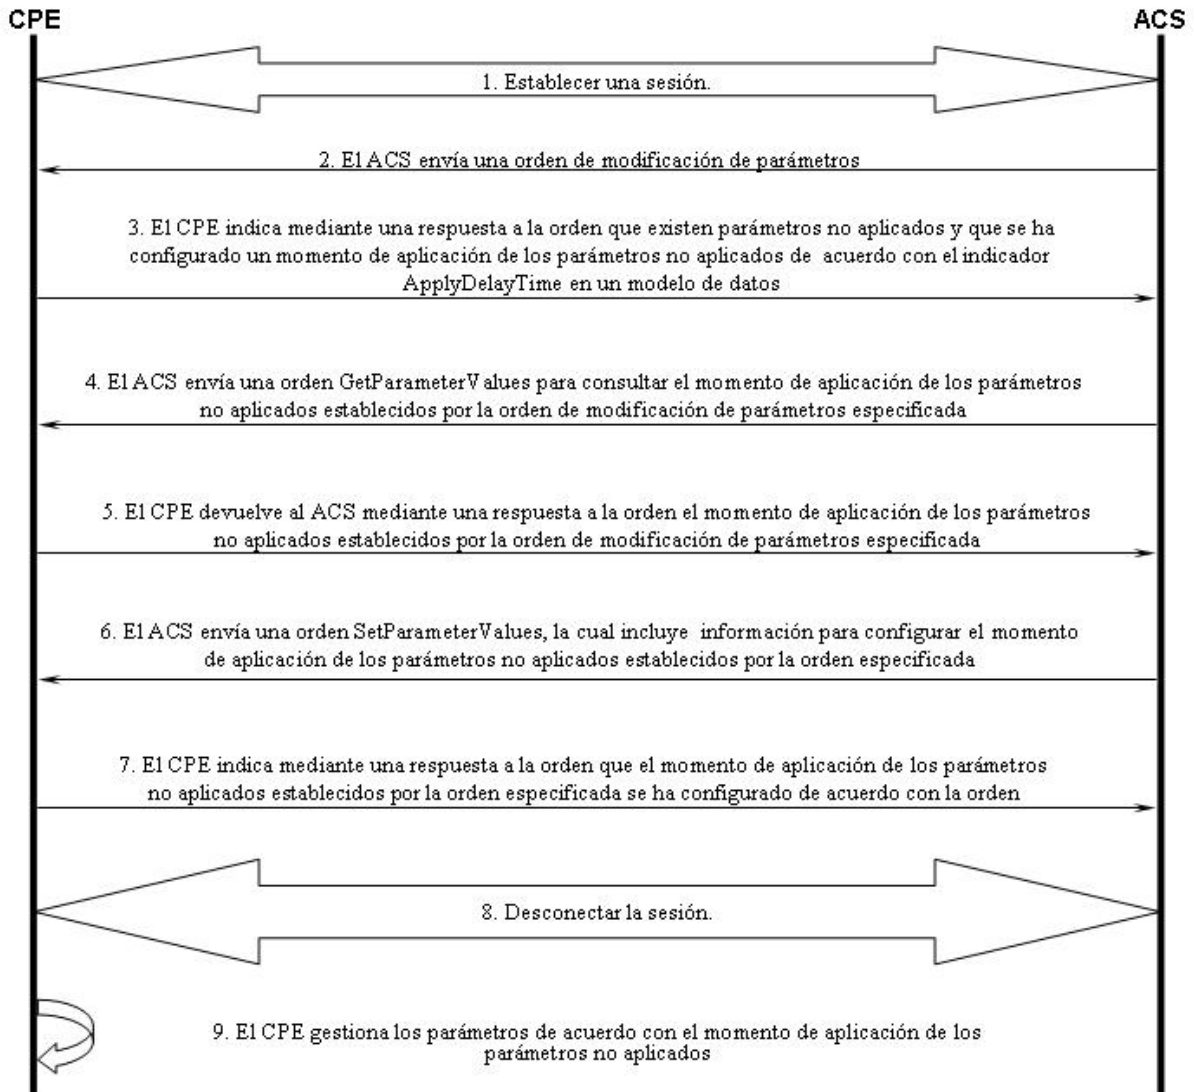 CPE
ACS
1. Establecer una sesión.
2. El ACS envía una orden de modificación de parámetros
3. El CPE indica mediante una respuesta a la orden que existen parámetros no aplicados y que se ha
configurado un momento de aplicación de los parámetros no aplicados de acuerdo con el indicador
ApplyDelayTime en un modelo de datos
4. El ACS envía una orden GetParameterValues para consultar el momento de aplicación de los parámetros
no aplicados establecidos por la orden de modificación de parámetros especificada
5. El CPE devuelve al ACS mediante una respuesta a la orden el momento de aplicación de los parámetros
no aplicados establecidos por la orden de modificación de parámetros especificada
6. El ACS envía una orden SetParameterValues, la cual incluye información para configurar el momento
de aplicación de los parámetros no aplicados establecidos por la orden especificada
7. El CPE indica mediante una respuesta a la orden que el momento de aplicación de los parámetros
no aplicados establecidos por la orden especificada se ha configurado de acuerdo con la orden
8. Desconectar la sesión.
9. El CPE gestiona los parámetros de acuerdo con el momento de aplicación de los
parámetros no aplicados